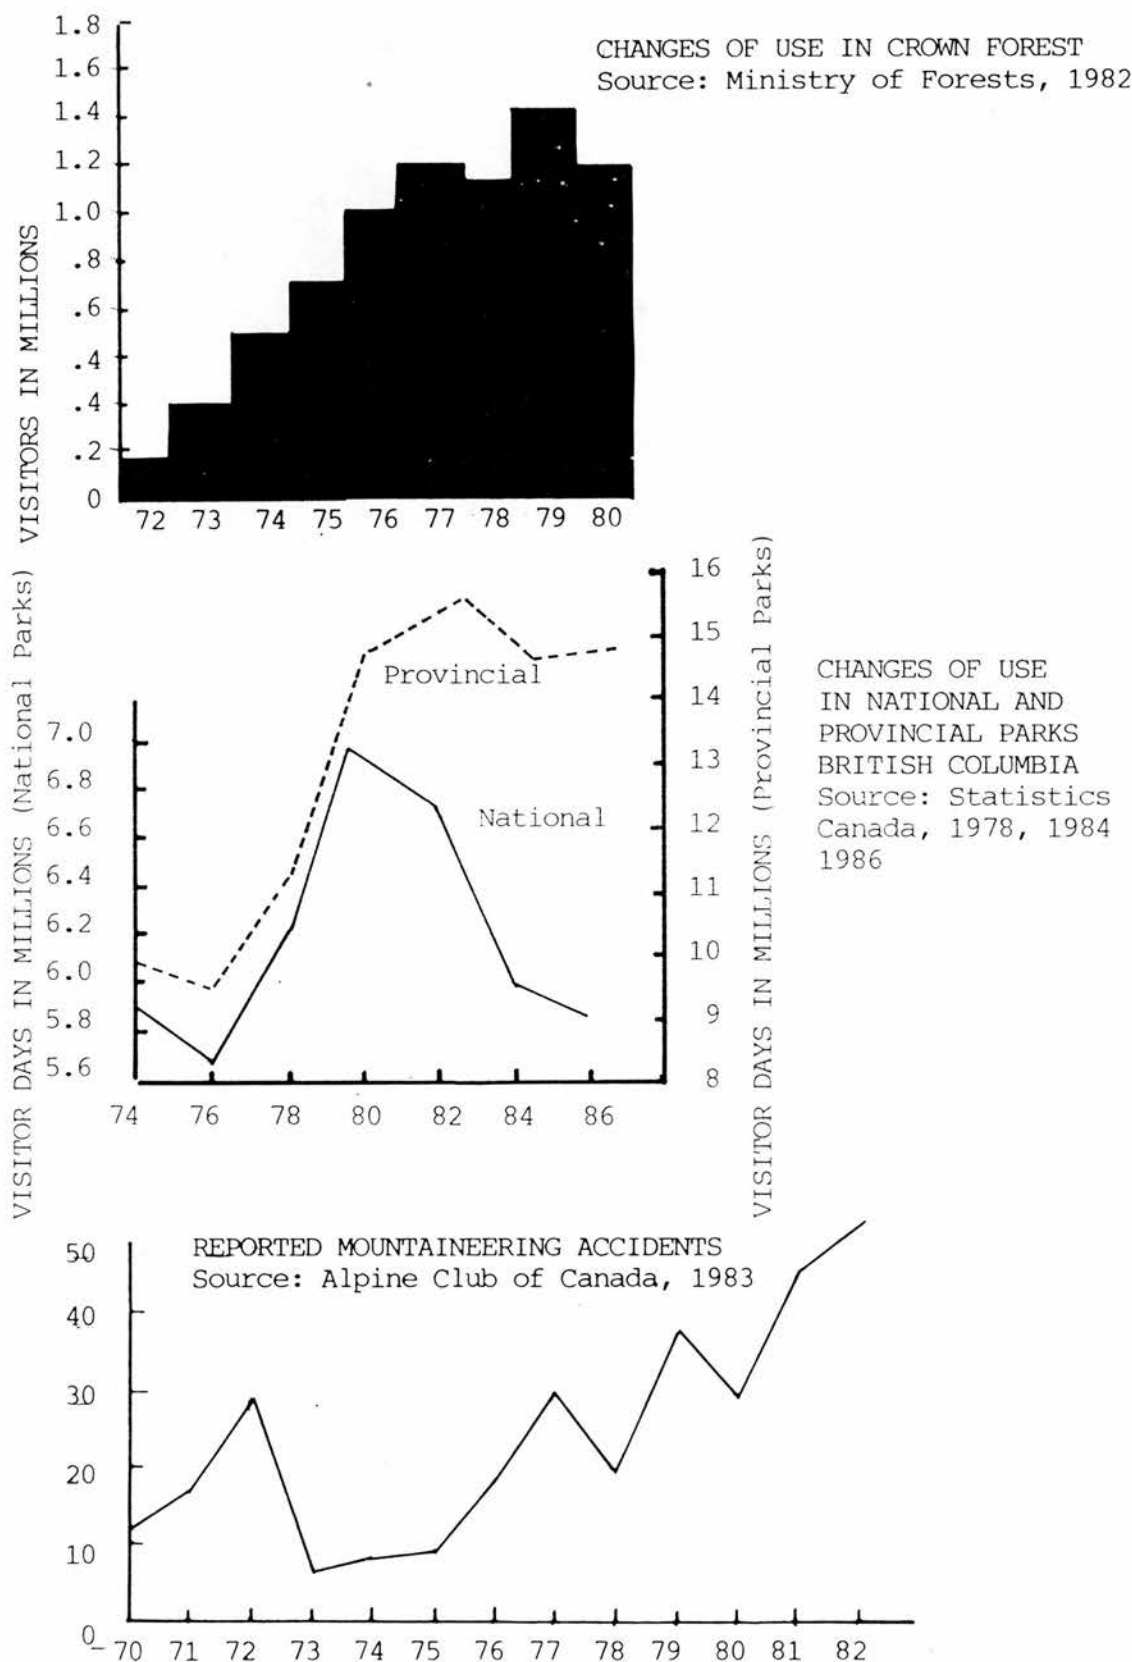 CHANGES OF USE IN CROWN FOREST
Source: Ministry of Forests, 1982
VISITORS IN MILLIONS
1.8
1.6
1.4
1.2
1.0
.8
.6
.4
.4
.2
0
72 73 74 75 76 77 78 79 80
CHANGES OF USE
IN NATIONAL AND
PROVINCIAL PARKS
BRITISH COLUMBIA
Source: Statistics
Canada, 1978, 1984
1986
VISITOR DAYS IN MILLIONS (National Parks)
7.0
6.8
6.6
6.4
6.2
6.0
5.8
5.6
Provincial
National
16
15
14
13
12
11
10
9
8
VISITOR DAYS IN MILLIONS (Provincial Parks)
74 76 78 80 82 84 86
REPORTED MOUNTAINEERING ACCIDENTS
Source: Alpine Club of Canada, 1983
50
40
30
20
10
0
70 71 72 73 74 75 76 77 78 79 80 81 82